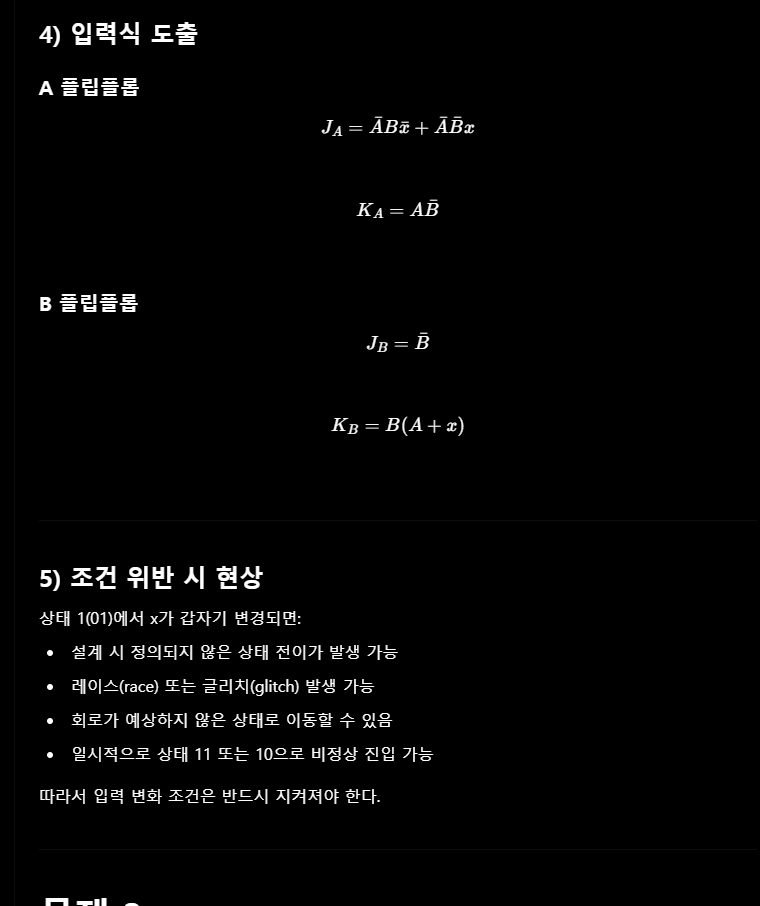 4) 입력식 도출
A 플립플롭
J_A = ĀBx̄ + ĀB̄x
K_A = AB̄
B 플립플롭
J_B = B̄
K_B = B(A + x)
5) 조건 위반 시 현상
상태 1(01)에서 x가 갑자기 변경되면:
• 설계 시 정의되지 않은 상태 전이가 발생 가능
• 레이스(race) 또는 글리치(glitch) 발생 가능
• 회로가 예상하지 않은 상태로 이동할 수 있음
• 일시적으로 상태 11 또는 10으로 비정상 진입 가능
따라서 입력 변화 조건은 반드시 지켜져야 한다.